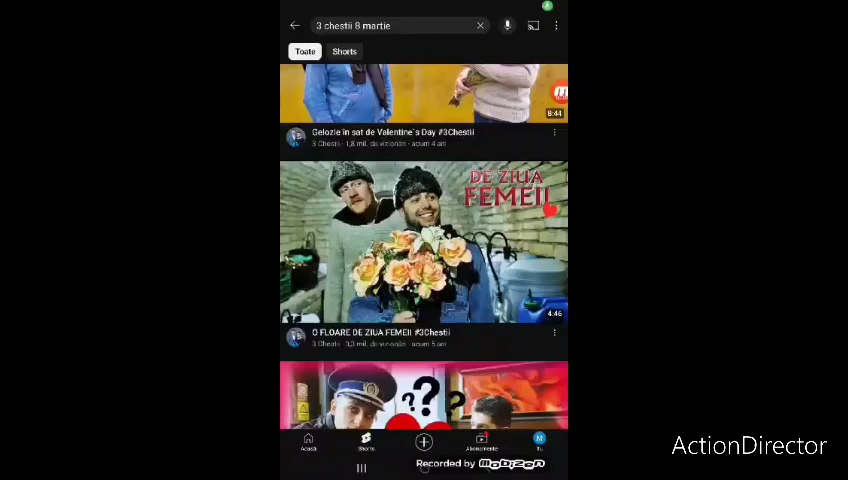 3 chestii 8 martie
Toate
Shorts
8:44
Gelozie în sat de Valentine's Day #3Chestii
3 Chestii · 1,8 mil. de vizionări · acum 4 ani
DE ZIUA
FEMEII
4:46
O FLOARE DE ZIUA FEMEII #3Chestii
3 Chestii · 3,3 mil. de vizionări · acum 5 ani
???
Acasă
Shorts
Abonamente
M
Tu
Recorded by mobizen
ActionDirector